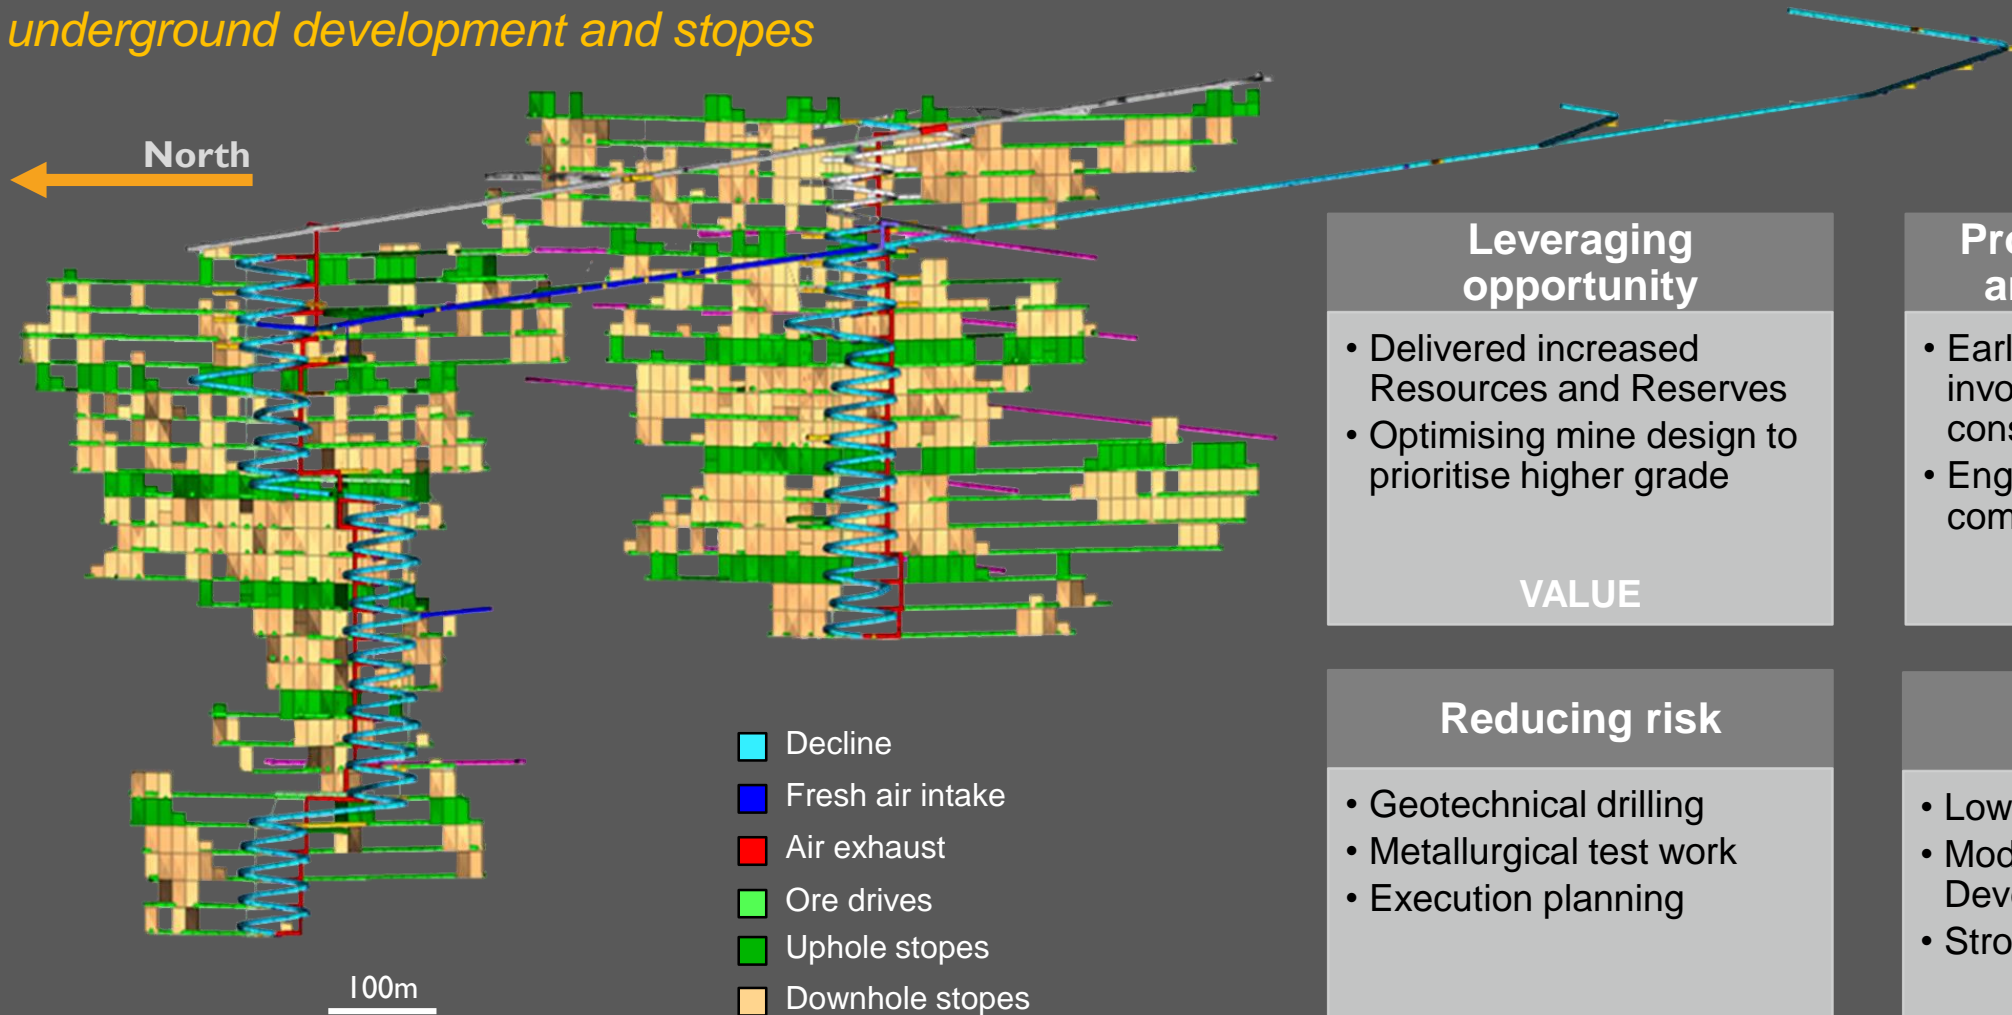 underground development and stopes
North
Leveraging
opportunity
• Delivered increased
Resources and Reserves
• Optimising mine design to
prioritise higher grade
VALUE
Reducing risk
• Geotechnical drilling
• Metallurgical test work
• Execution planning
• Low
Decline
Fresh air intake
Air exhaust
Ore drives
Uphole stopes
Downhole stopes
100m